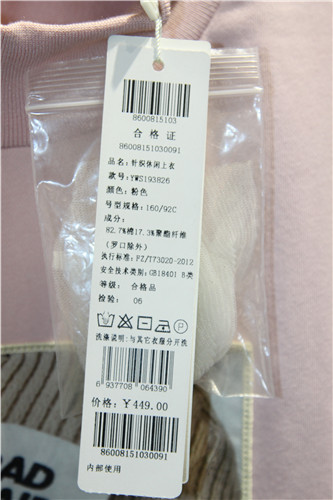 8600815103
合格证
86008151030091
品名：针织休闲上衣
款号：YWS193826
颜色：粉色
号型规格：160/92C
成分：
82.7%棉17.3%聚酯纤维
（罗口除外）
执行标准：FZ/T73020-2012
安全技术类别：GB18401 B类
等级： 合格品
检验： 06
洗涤说明：与其它衣服分开洗
6 937708 064390
价格：￥449.00
86008151030091
内部使用
OAD